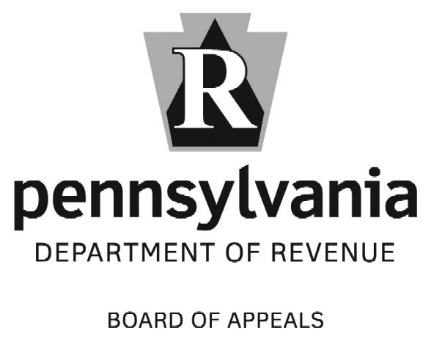 R
pennsylvania
DEPARTMENT OF REVENUE
BOARD OF APPEALS